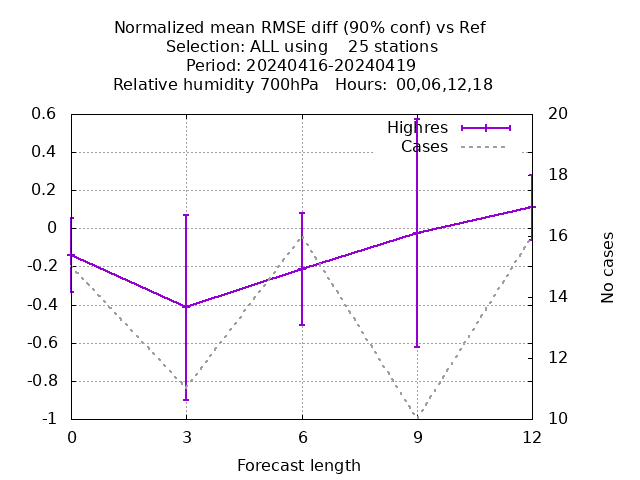 Normalized mean RMSE diff (90% conf) vs Ref
Selection: ALL using    25 stations
Period: 20240416-20240419
Relative humidity 700hPa   Hours: 00,06,12,18
Highres
Cases
0.6
0.4
0.2
0
-0.2
-0.4
-0.6
-0.8
-1
20
18
16
14
12
10
No cases
0 3 6 9 12
Forecast length